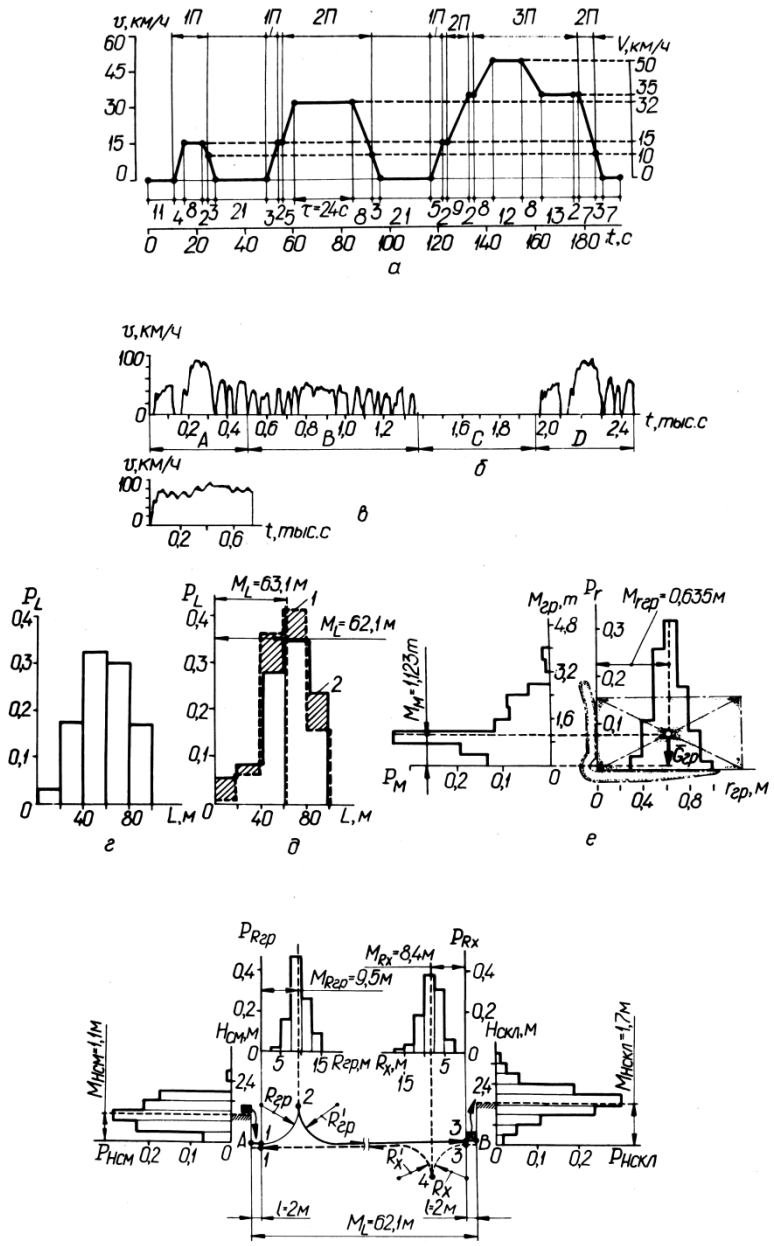 υ, км/ч 1П 1П 2П 1П 2П 3П 2П V, км/ч
60 45 30 15 0
50 35 32 15 10 0
11 4 8 2 3 21 3 2 5 τ=24с 8 3 21 5 2 9 2 8 12 8 13 2 7 3 7
0 20 40 60 80 100 120 140 160 180 t, с
а
υ, км/ч
100
0
0,2 0,4 0,6 0,8 1,0 1,2 1,6 1,8 2,0 2,4 t, тыс.с
А В С D
б
υ, км/ч
100
0
0,2 0,6 t, тыс.с
в
P_L
0,4
0,3
0,2
0,1
0
40 80 L, м
г
M_L=63,1м
P_L 1
M_L=62,1м
0,4
0,3
0,2
0,1
0
2
40 80 L, м
д
M_гр, т P_r M_rгр=0,635м
4,8
3,2
1,6
0
M_м=1,123т
P_м 0,2 0,1
0,3
0,2
0,1
G_гр
0 0,4 0,8 r_гр, м
е
P_Rгр M_Rx=8,4м P_Rx
0,4
0,2
0
M_Rгр=9,5м
0,4
0,2
0
H_см, м 5 15 R_гр, м R_x, м 15 5 H_скл, м
M_Hсм=1,1м
2,4
2,4
M_Hскл=1,7м
R_гр 2 R'_гр
А 1 3 В
P_Hсм 0,2 0,1 0
1 R'_x 4 R_x 3
0 0,1 0,2 P_Hскл
l=2м l=2м
M_L=62,1м